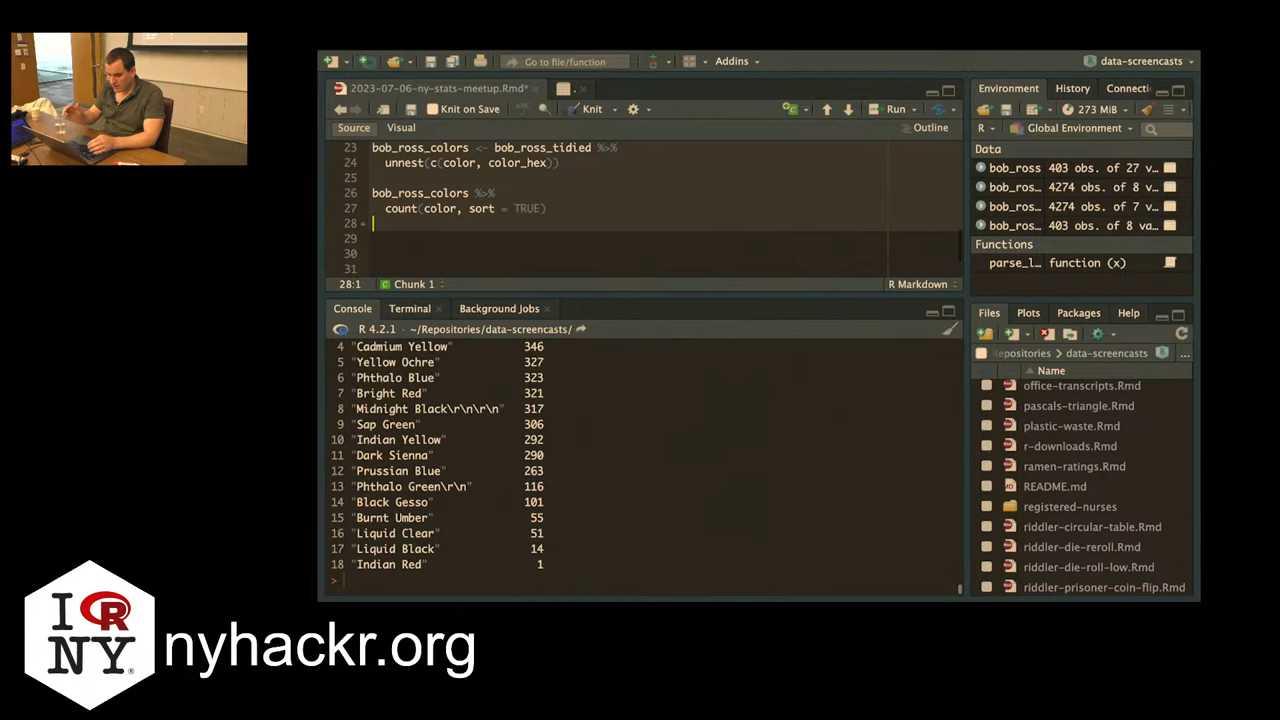 Go to file/function
Addins
data-screencasts
2023-07-06-ny-stats-meetup.Rmd*
.
Environment
History
Connecti
Knit on Save
ABC
Knit
Run
273 MiB
Source
Visual
Outline
R
Global Environment
23 bob_ross_colors <- bob_ross_tidied %>%
24 unnest(c(color, color_hex))
25
26 bob_ross_colors %>%
27 count(color, sort = TRUE)
28
29
30
31
28:1
Chunk 1
R Markdown
Data
bob_ross 403 obs. of 27 v…
bob_ros… 4274 obs. of 8 v…
bob_ros… 4274 obs. of 7 v…
bob_ros… 403 obs. of 8 va…
Functions
parse_l… function (x)
Console
Terminal
Background Jobs
R 4.2.1 · ~/Repositories/data-screencasts/
4 "Cadmium Yellow" 346
5 "Yellow Ochre" 327
6 "Phthalo Blue" 323
7 "Bright Red" 321
8 "Midnight Black\r\n\r\n" 317
9 "Sap Green" 306
10 "Indian Yellow" 292
11 "Dark Sienna" 290
12 "Prussian Blue" 263
13 "Phthalo Green\r\n" 116
14 "Black Gesso" 101
15 "Burnt Umber" 55
16 "Liquid Clear" 51
17 "Liquid Black" 14
18 "Indian Red" 1
>
Files
Plots
Packages
Help
Repositories > data-screencasts
…
Name
office-transcripts.Rmd
pascals-triangle.Rmd
plastic-waste.Rmd
r-downloads.Rmd
ramen-ratings.Rmd
README.md
registered-nurses
riddler-circular-table.Rmd
riddler-die-reroll.Rmd
riddler-die-roll-low.Rmd
riddler-prisoner-coin-flip.Rmd
I R
NY®
nyhackr.org